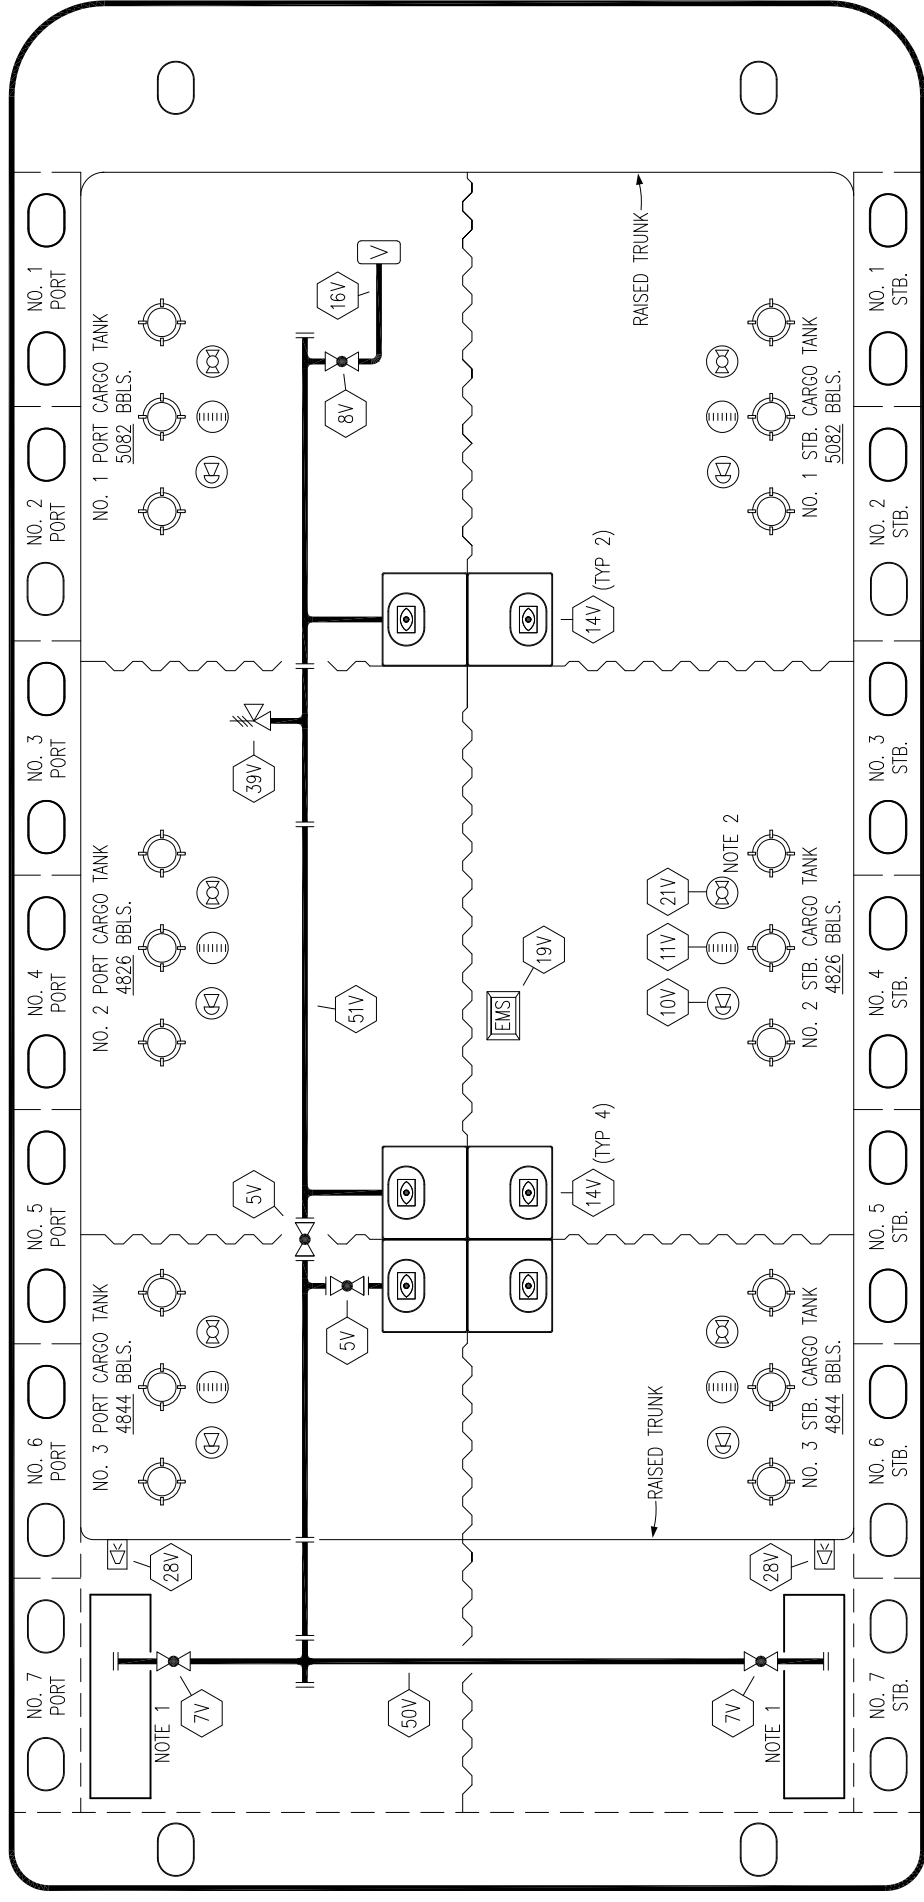 NO. 1
PORT
NO. 2
PORT
NO. 3
PORT
NO. 4
PORT
NO. 5
PORT
NO. 6
PORT
NO. 7
PORT
NO. 1 PORT CARGO TANK
5082 BBLS.
NO. 2 PORT CARGO TANK
4826 BBLS.
NO. 3 PORT CARGO TANK
4844 BBLS.
28V
NOTE 1
7V
39V
5V
16V
V
8V
51V
5V
50V
EMS
19V
14V (TYP 2)
14V (TYP 4)
RAISED TRUNK
RAISED TRUNK
21V
11V
10V
NOTE 2
7V
NOTE 1
28V
NO. 1 STB. CARGO TANK
5082 BBLS.
NO. 2 STB. CARGO TANK
4826 BBLS.
NO. 3 STB. CARGO TANK
4844 BBLS.
NO. 1
STB.
NO. 2
STB.
NO. 3
STB.
NO. 4
STB.
NO. 5
STB.
NO. 6
STB.
NO. 7
STB.